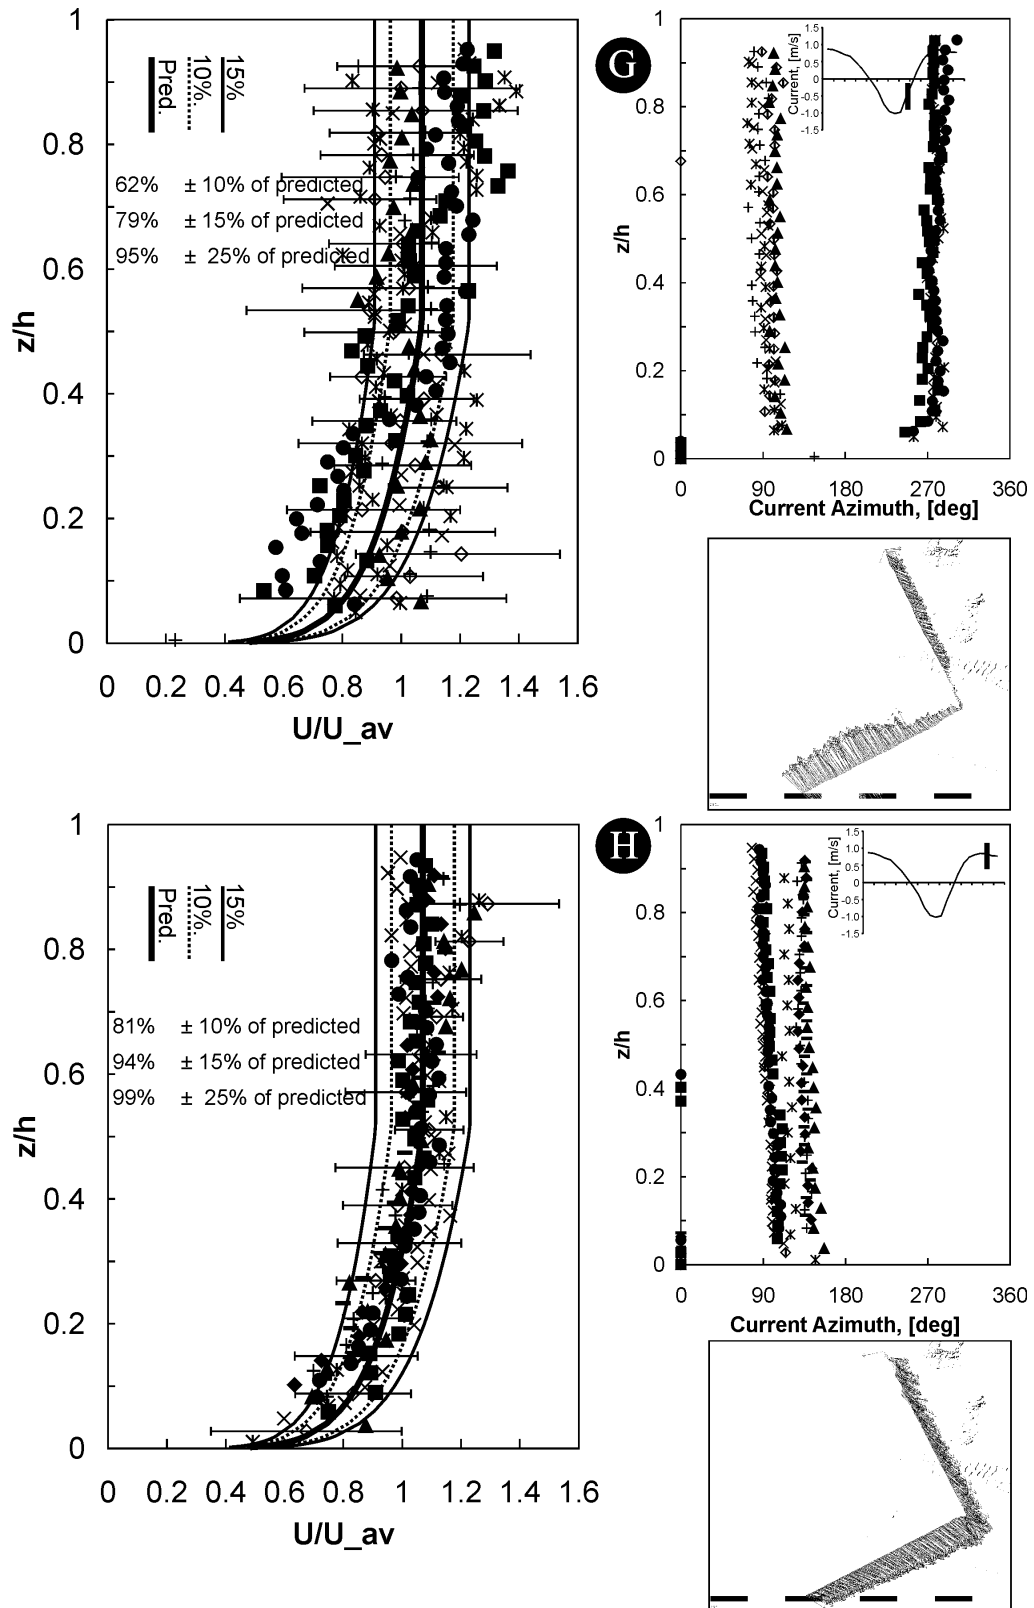 1
0.8
0.6
0.4
0.2
0
z/h
15%
10%.
Pred.
62% ± 10% of predicted
79% ± 15% of predicted
95% ± 25% of predicted
0 0.2 0.4 0.6 0.8 1 1.2 1.4 1.6
U/U_av
G
1
0.8
0.6
0.4
0.2
0
z/h
1.5
1.0
0.5
0
-0.5
-1.0
-1.5
Current, [m/s]
0 90 180 270 360
Current Azimuth, [deg]
1
0.8
0.6
0.4
0.2
0
z/h
15%
10%.
Pred.
81% ± 10% of predicted
94% ± 15% of predicted
99% ± 25% of predicted
0 0.2 0.4 0.6 0.8 1 1.2 1.4 1.6
U/U_av
H
1
0.8
0.6
0.4
0.2
0
z/h
1.5
1.0
0.5
0
-0.5
-1.0
-1.5
Current, [m/s]
0 90 180 270 360
Current Azimuth, [deg]